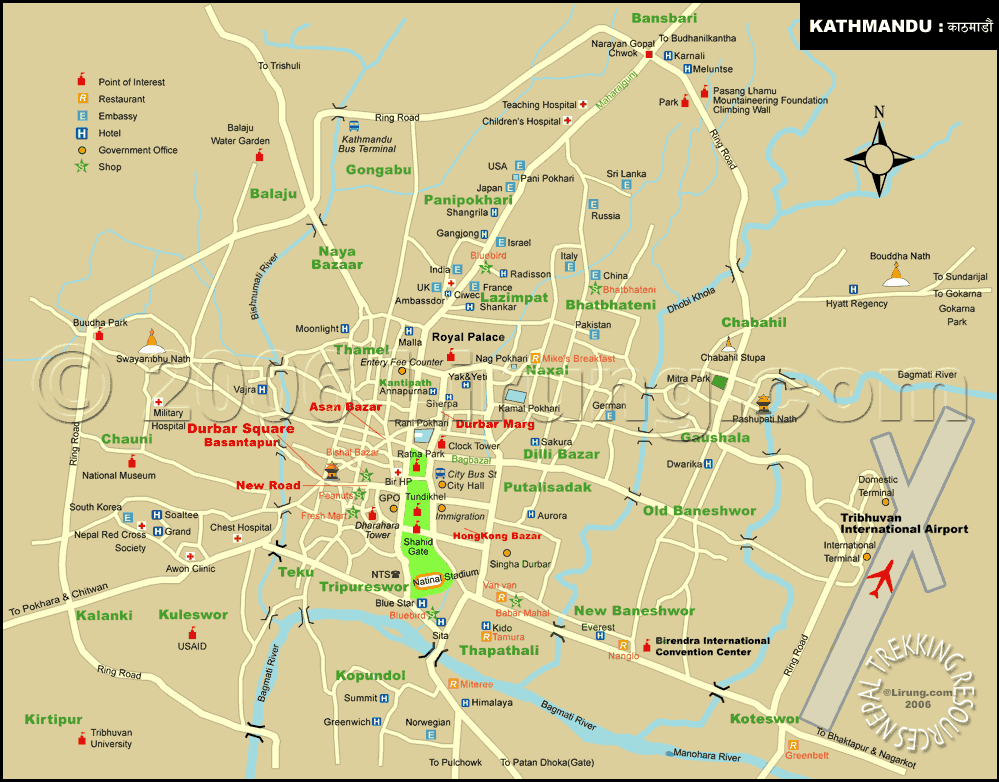 KATHMANDU : काठमाडौं
Bansbari
To Budhanilkantha
Narayan Gopal
Chwok
Karnali
Meluntse
Maharajgunj
To Trishuli
Point of Interest
Restaurant
Embassy
Hotel
Government Office
Shop
Pasang Lhamu
Mountaineering Foundation
Climbing Wall
Park
Teaching Hospital
Children's Hospital
Ring Road
Ring Road
N
Balaju
Water Garden
Kathmandu
Bus Terminal
Gongabu
USA
Pani Pokhari
Japan
Sri Lanka
Balaju
Panipokhari
Shangrila
Russia
Gangjong
Israel
Naya
Bazaar
Bluebird
Italy
Bouddha Nath
India
Radisson
China
To Sundarijal
Bishnumati River
UK
France
Bhatbhateni
Hyatt Regency
To Gokarna
Park
Ambassdor
Ciwec
Lazimpat
Shankar
Bhatbhateni
Dhobi Khola
Chabahil
Buudha Park
Moonlight
Malla
Royal Palace
Pakistan
Swayambhu Nath
Thamel
Entery Fee Counter
Nag Pokhari
Mike's Breakfast
Chabahil Stupa
Naxal
Bagmati River
Kantipath
Yak&Yeti
Mitra Park
Vajra
Annapurna
Sherpa
© 2006 Lirung.com
Military
Hospital
Asan Bazar
Kamal Pokhari
German
Pashupati Nath
Durbar Square
Basantapur
Rani Pokhari
Durbar Marg
Chauni
Clock Tower
Sakura
Gaushala
Bishal Bazar
Ratna Park
Bagbazar
Dilli Bazar
Dwarika
National Museum
Ring Road
New Road
Bir HP
City Bus St
City Hall
Putalisadak
Domestic
Terminal
Peanuts
GPO
Tundikhel
South Korea
Soaltee
Fresh Mart
Immigration
Aurora
Old Baneshwor
Tribhuvan
International Airport
Nepal Red Cross
Society
Grand
Chest Hospital
Dharahara
Tower
Shahid
Gate
HongKong Bazar
International
Terminal
Awon Clinic
Teku
NTS
Natinal Stadium
Singha Durbar
To Pokhara & Chitwan
Tripureswor
Van van
Babar Mahal
New Baneshwor
Kalanki
Kuleswor
Blue Star
Bluebird
Sita
Kido
Tamura
Everest
Nanglo
Birendra International
Convention Center
USAID
Thapathali
Ring Road
Bagmati River
Kopundol
Miteree
Ring Road
Summit
Himalaya
Kirtipur
Greenwich
Norwegian
Bagmati River
Koteswor
Tribhuvan
University
To Pulchowk
To Patan Dhoka(Gate)
Manohara River
Greenbelt
To Bhaktapur & Nagarkot
NEPAL TREKKING RESOURCES
©Lirung.com
2006